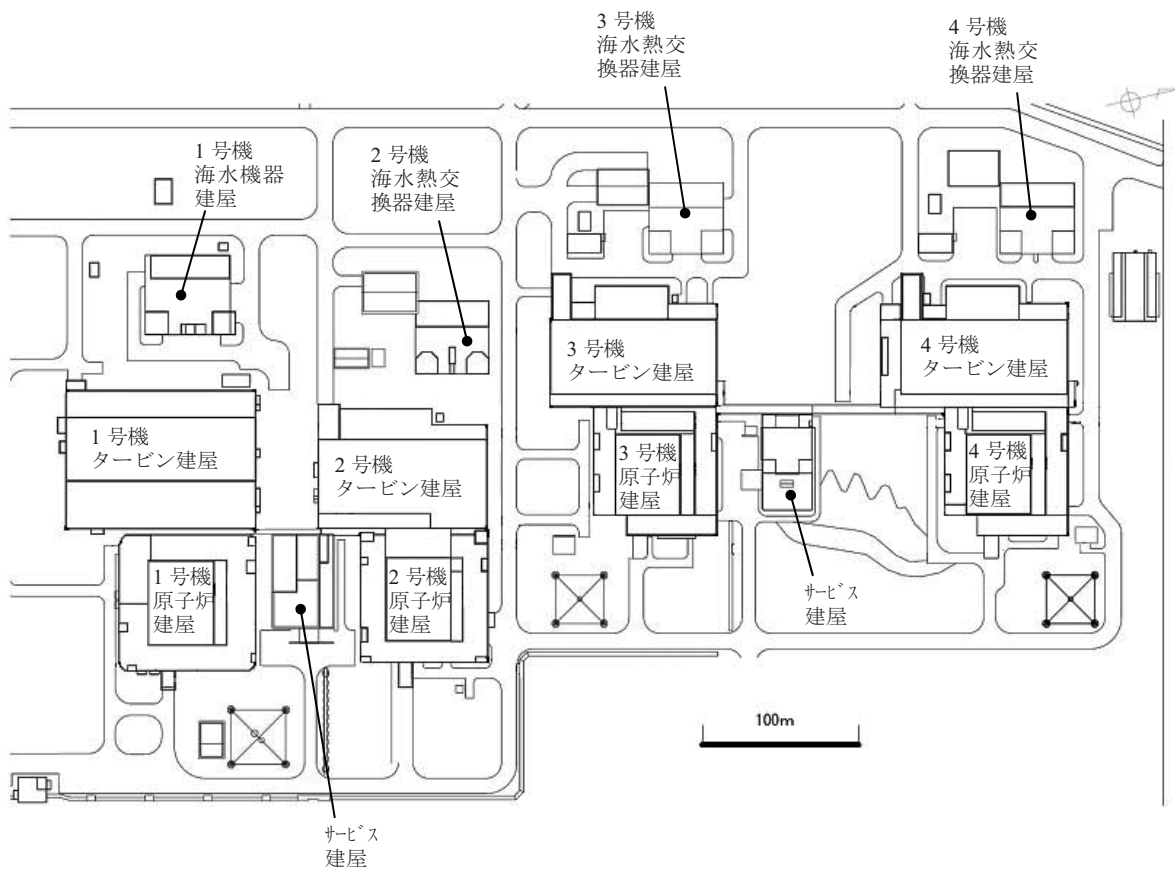 3 号機
海水熱交
換器建屋
4 号機
海水熱交
換器建屋
1 号機
海水機器
建屋
2 号機
海水熱交
換器建屋
3 号機
タービン建屋
4 号機
タービン建屋
1 号機
タービン建屋
2 号機
タービン建屋
3 号機
原子炉
建屋
4 号機
原子炉
建屋
1 号機
原子炉
建屋
2 号機
原子炉
建屋
サービス
建屋
100m
サービス
建屋